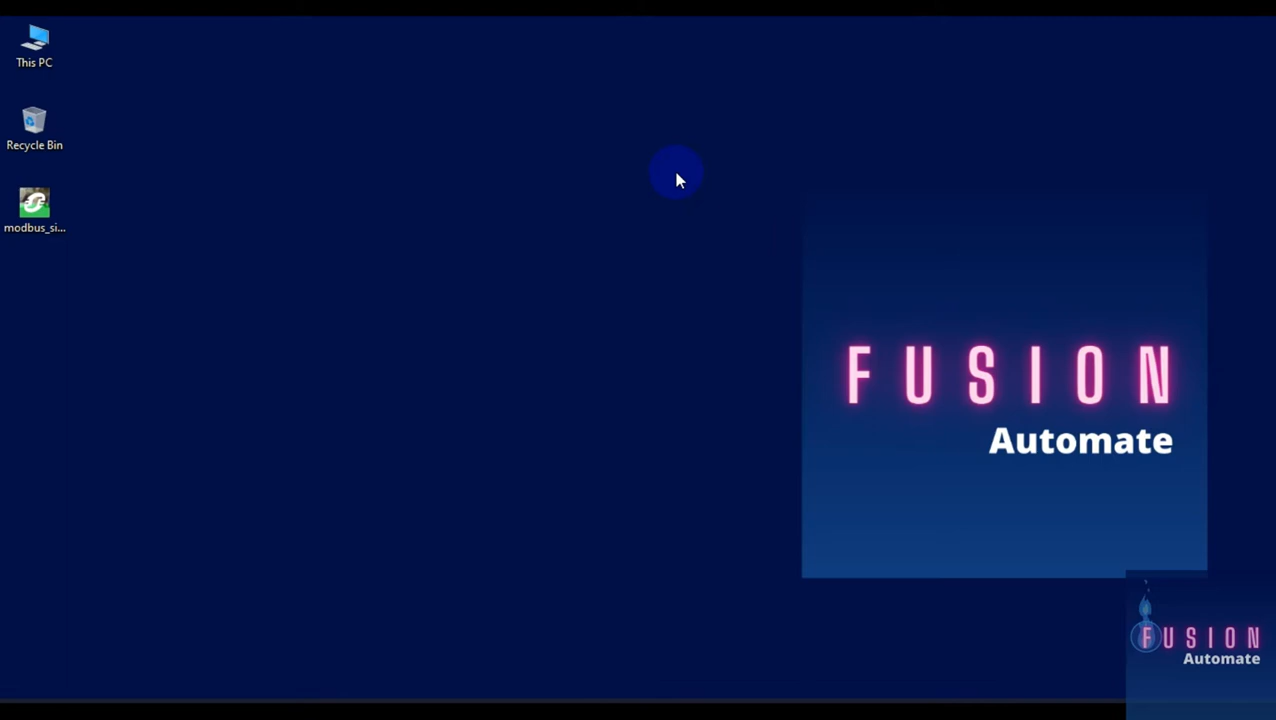 This PC
Recycle Bin
modbus_si...
FUSION
Automate
FUSION
Automate